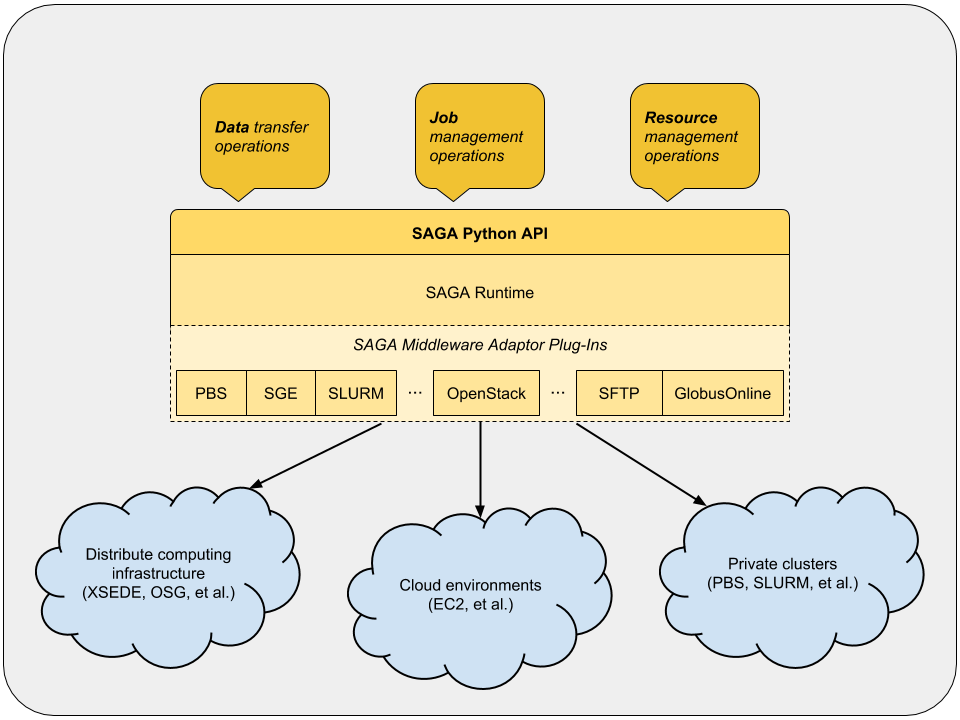 Data transfer
operations
Job
management
operations
Resource
management
operations
SAGA Python API
SAGA Runtime
SAGA Middleware Adaptor Plug-Ins
PBS
SGE
SLURM
...
OpenStack
...
SFTP
GlobusOnline
Distribute computing
infrastructure
(XSEDE, OSG, et al.)
Cloud environments
(EC2, et al.)
Private clusters
(PBS, SLURM, et al.)